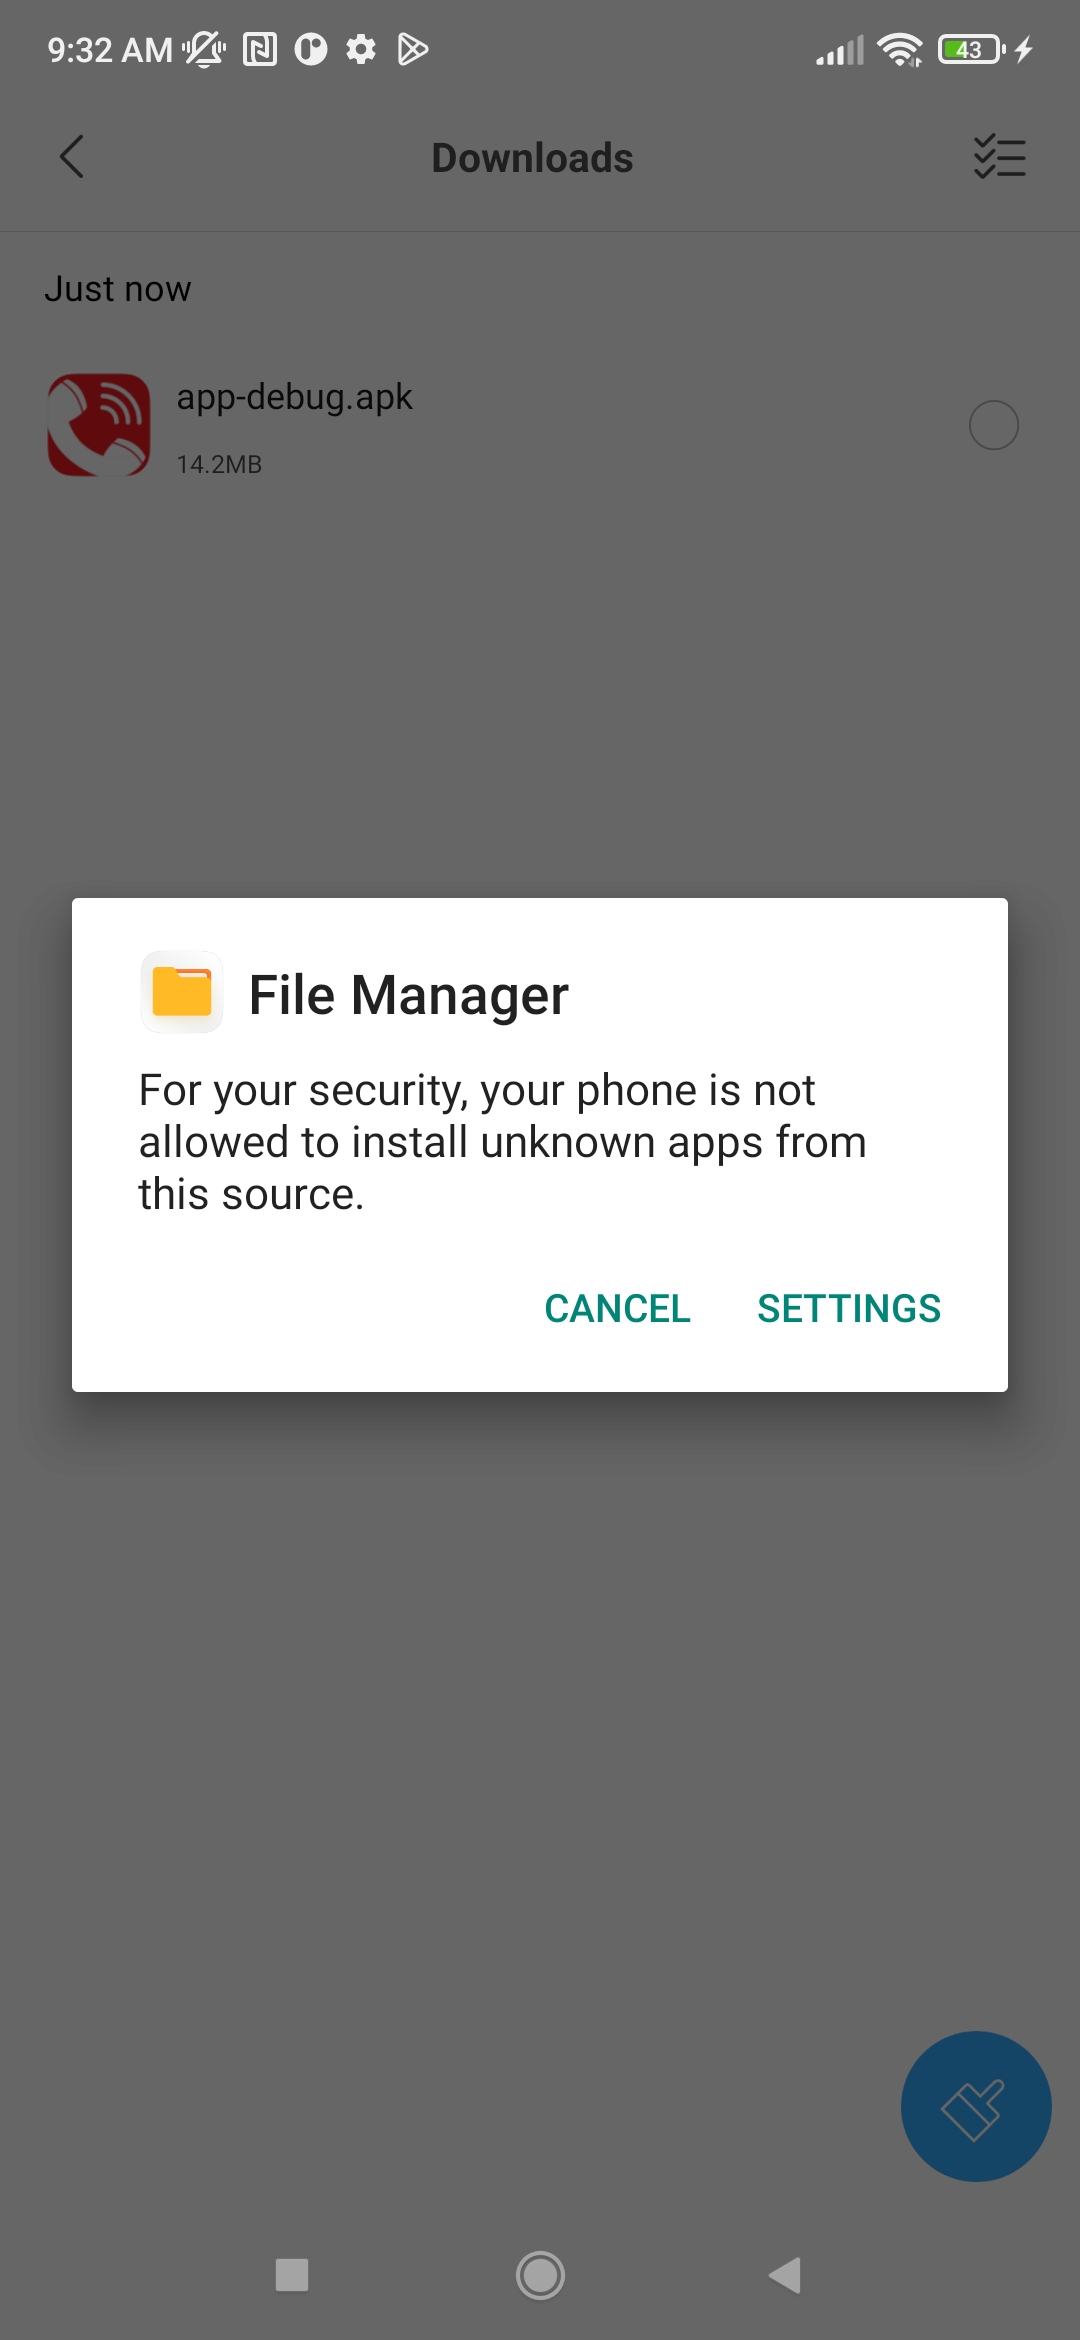 9:32 AM
43
Downloads
Just now
app-debug.apk
14.2MB
File Manager
For your security, your phone is not
allowed to install unknown apps from
this source.
CANCEL SETTINGS